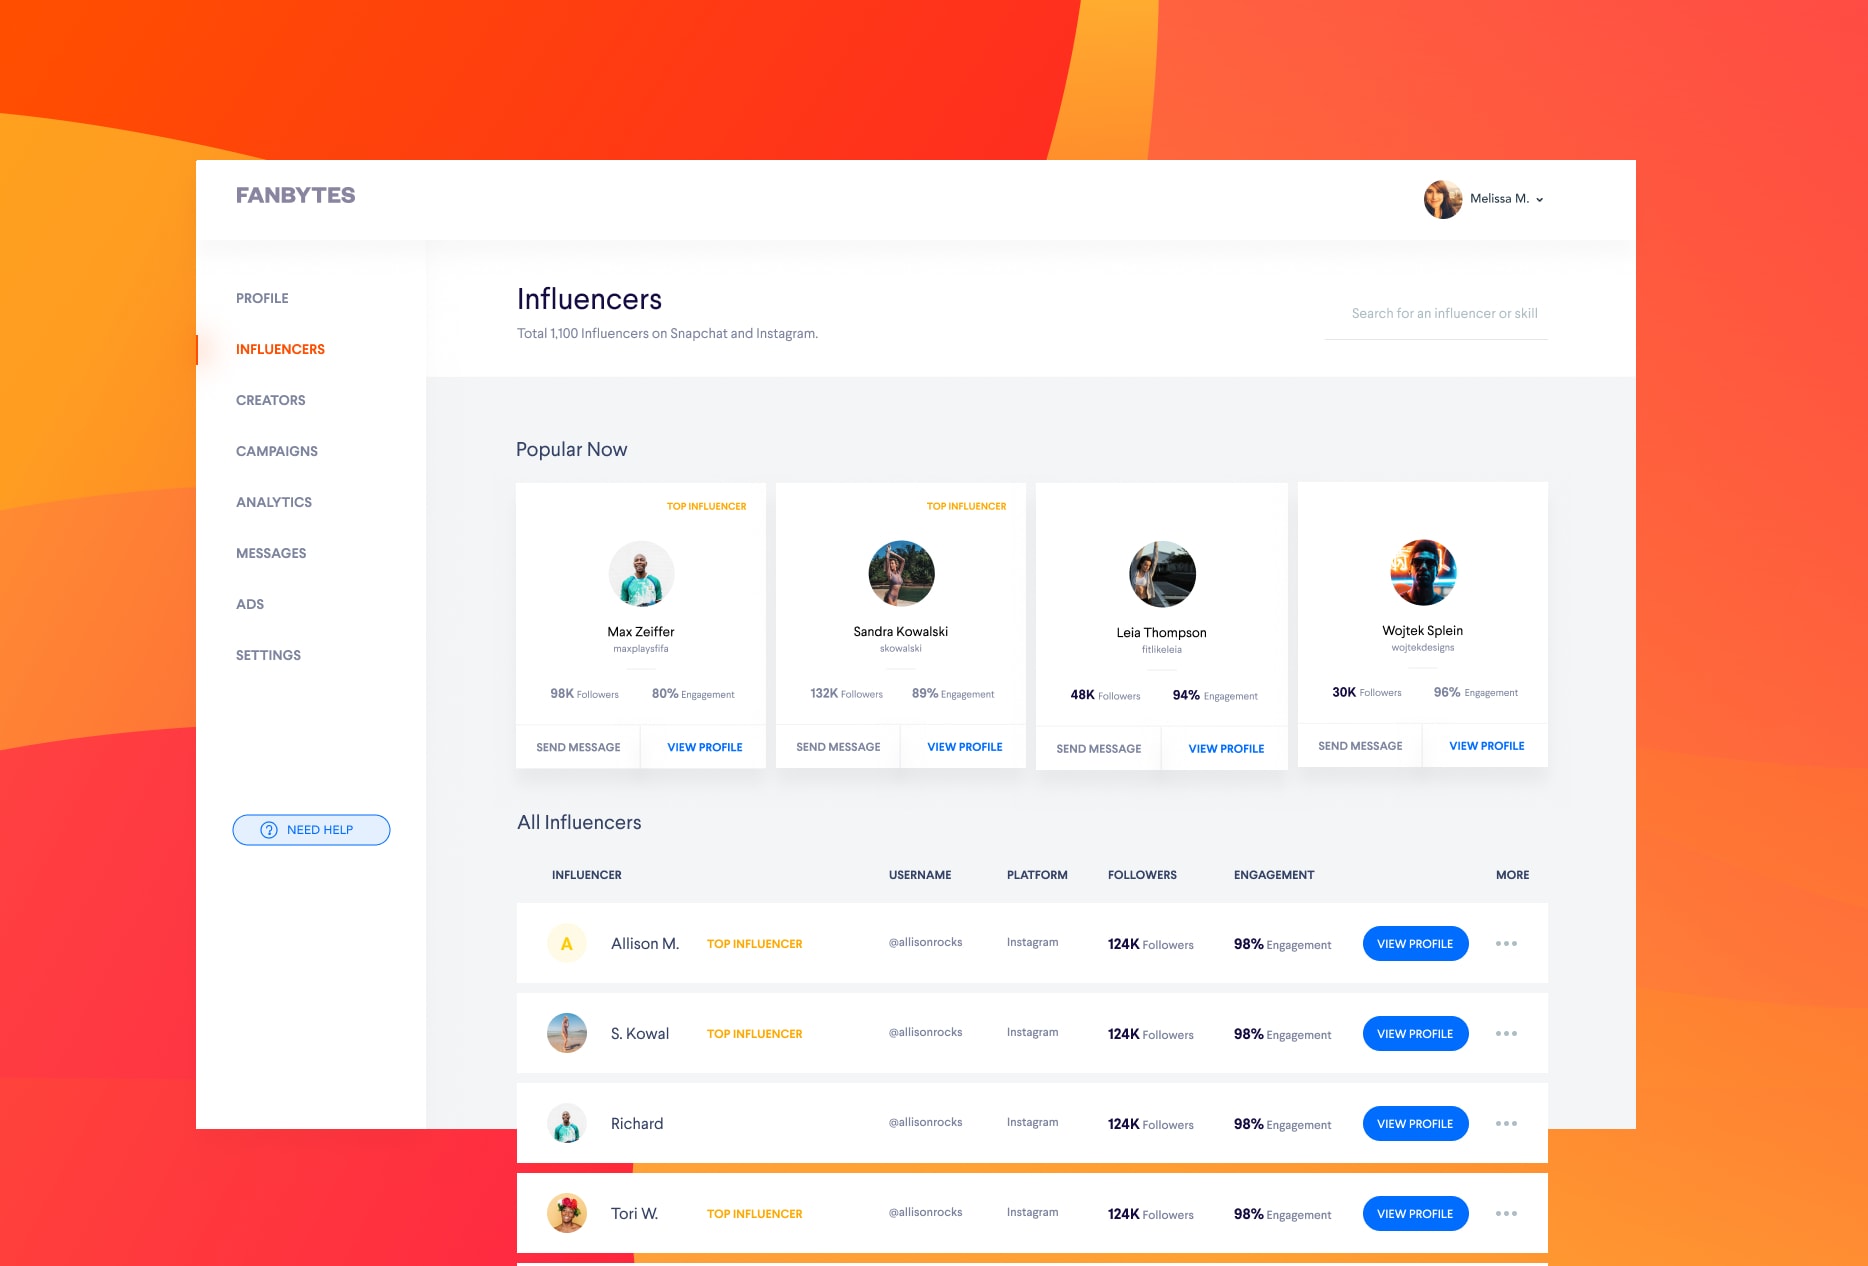 FANBYTES
Melissa M.
PROFILE
INFLUENCERS
CREATORS
CAMPAIGNS
ANALYTICS
MESSAGES
ADS
SETTINGS
? NEED HELP
Influencers
Total 1,100 Influencers on Snapchat and Instagram.
Search for an influencer or skill
Popular Now
TOP INFLUENCER
Max Zeiffer
maxplaysfifa
98K Followers 80% Engagement
SEND MESSAGE VIEW PROFILE
TOP INFLUENCER
Sandra Kowalski
skowalski
132K Followers 89% Engagement
SEND MESSAGE VIEW PROFILE
Leia Thompson
fitlikeleia
48K Followers 94% Engagement
SEND MESSAGE VIEW PROFILE
Wojtek Splein
wojtekdesigns
30K Followers 96% Engagement
SEND MESSAGE VIEW PROFILE
All Influencers
INFLUENCER USERNAME PLATFORM FOLLOWERS ENGAGEMENT MORE
A Allison M. TOP INFLUENCER @allisonrocks Instagram 124K Followers 98% Engagement VIEW PROFILE
S. Kowal TOP INFLUENCER @allisonrocks Instagram 124K Followers 98% Engagement VIEW PROFILE
Richard @allisonrocks Instagram 124K Followers 98% Engagement VIEW PROFILE
Tori W. TOP INFLUENCER @allisonrocks Instagram 124K Followers 98% Engagement VIEW PROFILE